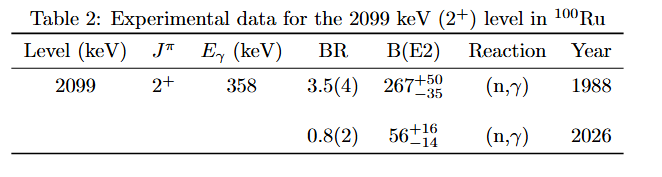 Table 2: Experimental data for the 2099 keV (2⁺) level in ¹⁰⁰Ru
Level (keV) Jπ Eγ (keV) BR B(E2) Reaction Year
2099 2⁺ 358 3.5(4) 267⁺⁵⁰₋₃₅ (n,γ) 1988
0.8(2) 56⁺¹⁶₋₁₄ (n,γ) 2026